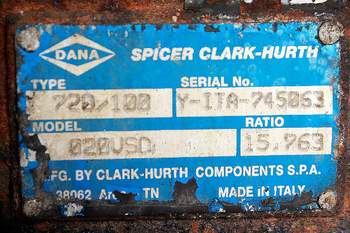 DANA SPICER CLARK-HURTH
TYPE SERIAL No.
720/100 Y-ITA-745063
MODEL RATIO
020USD 15,763
MFG. BY CLARK-HURTH COMPONENTS S.P.A.
38062 TN MADE IN ITALY